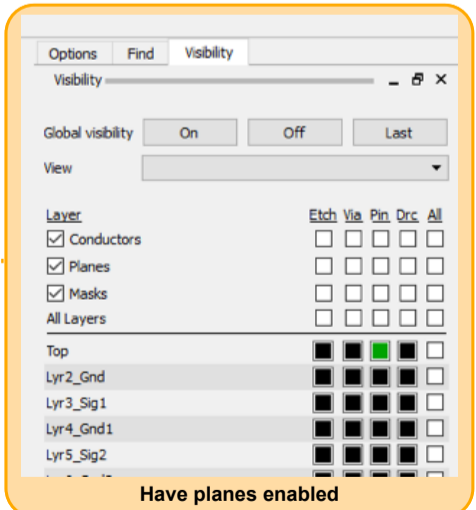 Options Find Visibility
Visibility
Global visibility On Off Last
View
Layer Etch Via Pin Drc All
Conductors
Planes
Masks
All Layers
Top
Lyr2_Gnd
Lyr3_Sig1
Lyr4_Gnd1
Lyr5_Sig2
Have planes enabled